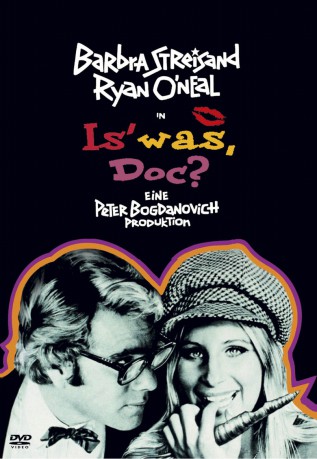 BARBRA STREISAND
RYAN O'NEAL
IN
Is' was,
Doc?
EINE
PETER BOGDANOVICH
PRODUKTION
DVD
VIDEO